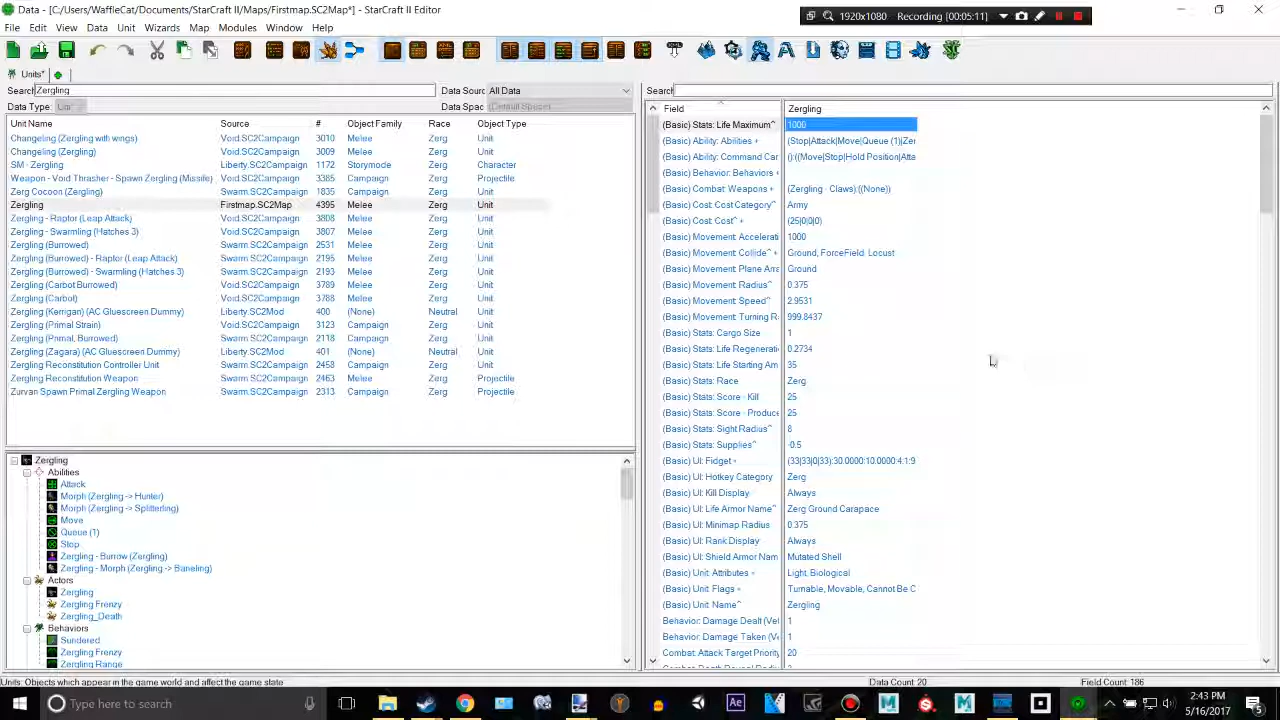 Data - [C:/Users/WaffleCar/Documents/StarCraft II/Maps/Firstmap.SC2Map*] - StarCraft II Editor
1920x1080 Recording [00:05:11]
File Edit View Data Unit Wizards Map Modules Window Help
Units*
Search Zergling Data Source: All Data Search
Data Type: Unit Data Space: (Default Space)
Unit Name Source # Object Family Race Object Type
Changeling (Zergling with wings) Void.SC2Campaign 3010 Melee Zerg Unit
Changeling (Zergling) Void.SC2Campaign 3009 Melee Zerg Unit
SM - Zergling Liberty.SC2Campaign 1172 Storymode Zerg Character
Weapon - Void Thrasher - Spawn Zergling (Missile) Void.SC2Campaign 3385 Campaign Zerg Projectile
Zerg Cocoon (Zergling) Swarm.SC2Campaign 1835 Campaign Zerg Unit
Zergling Firstmap.SC2Map 4395 Melee Zerg Unit
Zergling - Raptor (Leap Attack) Void.SC2Campaign 3808 Melee Zerg Unit
Zergling - Swarmling (Hatches 3) Void.SC2Campaign 3807 Melee Zerg Unit
Zergling (Burrowed) Swarm.SC2Campaign 2531 Melee Zerg Unit
Zergling (Burrowed) - Raptor (Leap Attack) Swarm.SC2Campaign 2195 Melee Zerg Unit
Zergling (Burrowed) - Swarmling (Hatches 3) Swarm.SC2Campaign 2193 Melee Zerg Unit
Zergling (Carbot Burrowed) Void.SC2Campaign 3789 Melee Zerg Unit
Zergling (Carbot) Void.SC2Campaign 3788 Melee Zerg Unit
Zergling (Kerrigan) (AC Gluescreen Dummy) Liberty.SC2Mod 400 (None) Neutral Unit
Zergling (Primal Strain) Void.SC2Campaign 3123 Campaign Zerg Unit
Zergling (Primal, Burrowed) Swarm.SC2Campaign 2118 Campaign Zerg Unit
Zergling (Zagara) (AC Gluescreen Dummy) Liberty.SC2Mod 401 (None) Neutral Unit
Zergling Reconstitution Controller Unit Swarm.SC2Campaign 2458 Campaign Zerg Unit
Zergling Reconstitution Weapon Swarm.SC2Campaign 2463 Melee Zerg Projectile
Zurvan Spawn Primal Zergling Weapon Swarm.SC2Campaign 2313 Campaign Zerg Projectile
Zergling
Abilities
Attack
Morph (Zergling -> Hunter)
Morph (Zergling -> Splitterling)
Move
Queue (1)
Stop
Zergling - Burrow (Zergling)
Zergling - Morph (Zergling -> Baneling)
Actors
Zergling
Zergling Frenzy
Zergling_Death
Behaviors
Sundered
Zergling Frenzy
Zergling Range
Field Zergling
(Basic) Stats: Life Maximum^ 1000
(Basic) Ability: Abilities + (Stop|Attack|Move|Queue (1)|Zer
(Basic) Ability: Command Car ():((Move|Stop|Hold Position|Atta
(Basic) Behavior: Behaviors +
(Basic) Combat: Weapons + (Zergling - Claws):((None))
(Basic) Cost: Cost Category^ Army
(Basic) Cost: Cost^ + (25|0|0|0)
(Basic) Movement: Accelerati 1000
(Basic) Movement: Collide^ + Ground, ForceField, Locust
(Basic) Movement: Plane Arra Ground
(Basic) Movement: Radius^ 0.375
(Basic) Movement: Speed^ 2.9531
(Basic) Movement: Turning R 999.8437
(Basic) Stats: Cargo Size 1
(Basic) Stats: Life Regenerati 0.2734
(Basic) Stats: Life Starting Am 35
(Basic) Stats: Race Zerg
(Basic) Stats: Score - Kill 25
(Basic) Stats: Score - Produce 25
(Basic) Stats: Sight Radius^ 8
(Basic) Stats: Supplies^ -0.5
(Basic) UI: Fidget + (33|33|0|33):30.0000:10.0000:4:1:9
(Basic) UI: Hotkey Category Zerg
(Basic) UI: Kill Display Always
(Basic) UI: Life Armor Name^ Zerg Ground Carapace
(Basic) UI: Minimap Radius 0.375
(Basic) UI: Rank Display Always
(Basic) UI: Shield Armor Nam Mutated Shell
(Basic) Unit: Attributes + Light, Biological
(Basic) Unit: Flags + Turnable, Movable, Cannot Be C
(Basic) Unit: Name^ Zergling
Behavior: Damage Dealt (Vet 1
Behavior: Damage Taken (Ve 1
Combat: Attack Target Priority 20
Units: Objects which appear in the game world and affect the game state Data Count: 20 Field Count: 186
Type here to search
Ae
2:43 PM
5/16/2017